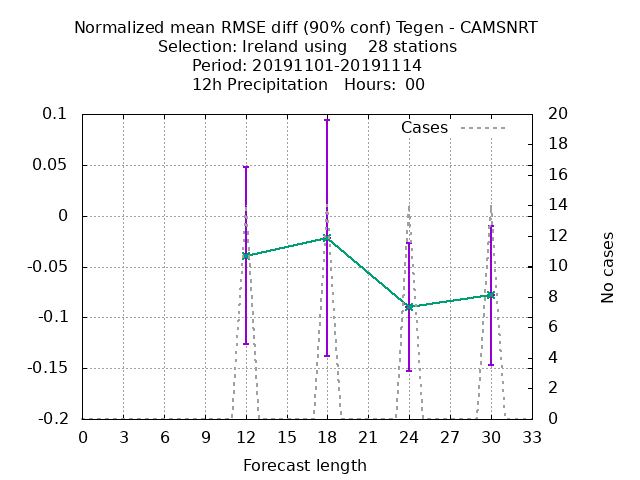 Normalized mean RMSE diff (90% conf) Tegen - CAMSNRT
Selection: Ireland using    28 stations
Period: 20191101-20191114
12h Precipitation   Hours:  00
Cases
0.1
0.05
0
-0.05
-0.1
-0.15
-0.2
20
18
16
14
12
10
8
6
4
2
0
No cases
0 3 6 9 12 15 18 21 24 27 30 33
Forecast length